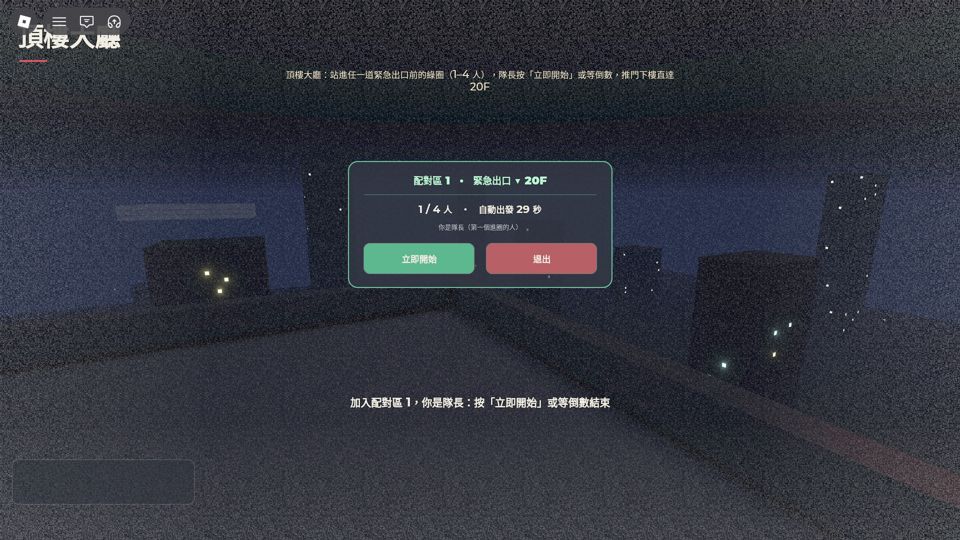 頂樓大廳
頂樓大廳：站進任一道緊急出口前的綠圈（1–4 人），隊長按「立即開始」或等倒數，推門下樓直達
20F
配對區 1 • 緊急出口 ▼ 20F
1 / 4 人 • 自動出發 29 秒
你是隊長（第一個進圈的人）。
立即開始
退出
加入配對區 1，你是隊長：按「立即開始」或等倒數結束